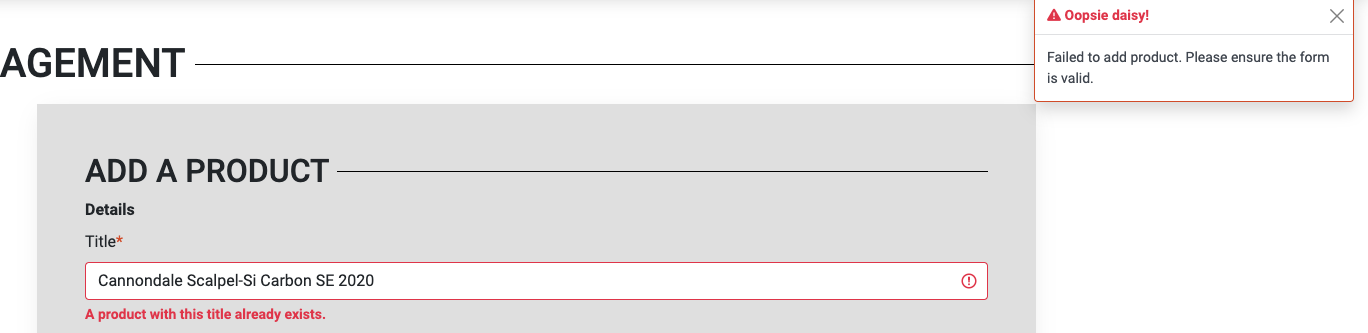 Oopsie daisy!
AGEMENT
Failed to add product. Please ensure the form
is valid.
ADD A PRODUCT
Details
Title*
Cannondale Scalpel-Si Carbon SE 2020
A product with this title already exists.